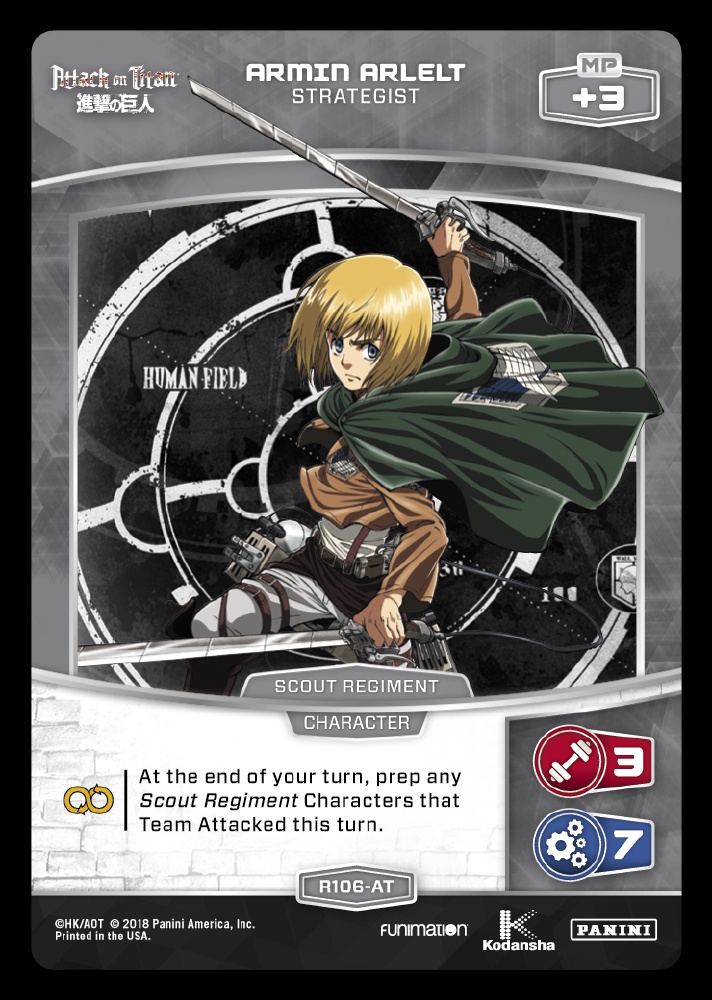 Attack on Titan
進撃の巨人
ARMIN ARLELT
STRATEGIST
MP
+3
HUMAN FIELD
SCOUT REGIMENT
CHARACTER
At the end of your turn, prep any
Scout Regiment Characters that
Team Attacked this turn.
3
7
R106-AT
©HK/AOT © 2018 Panini America, Inc.
Printed in the USA.
FUNIMATION
K
Kodansha
PANINI